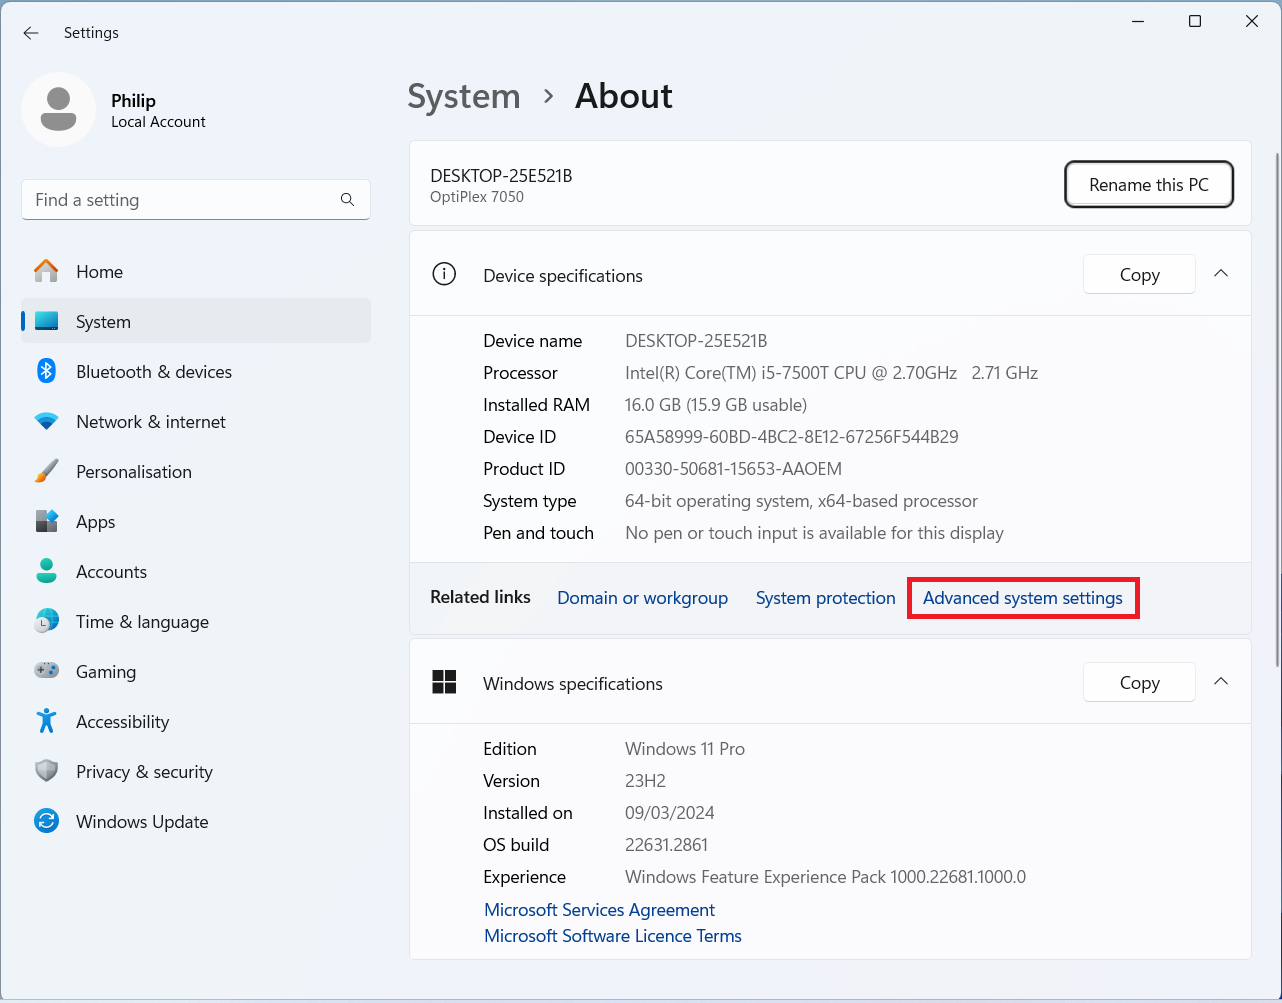 Settings
Philip
Local Account
Find a setting
Home
System
Bluetooth & devices
Network & internet
Personalisation
Apps
Accounts
Time & language
Gaming
Accessibility
Privacy & security
Windows Update
System > About
DESKTOP-25E521B
OptiPlex 7050
Rename this PC
Device specifications
Copy
Device name DESKTOP-25E521B
Processor Intel(R) Core(TM) i5-7500T CPU @ 2.70GHz 2.71 GHz
Installed RAM 16.0 GB (15.9 GB usable)
Device ID 65A58999-60BD-4BC2-8E12-67256F544B29
Product ID 00330-50681-15653-AAOEM
System type 64-bit operating system, x64-based processor
Pen and touch No pen or touch input is available for this display
Related links Domain or workgroup System protection Advanced system settings
Windows specifications
Copy
Edition Windows 11 Pro
Version 23H2
Installed on 09/03/2024
OS build 22631.2861
Experience Windows Feature Experience Pack 1000.22681.1000.0
Microsoft Services Agreement
Microsoft Software Licence Terms